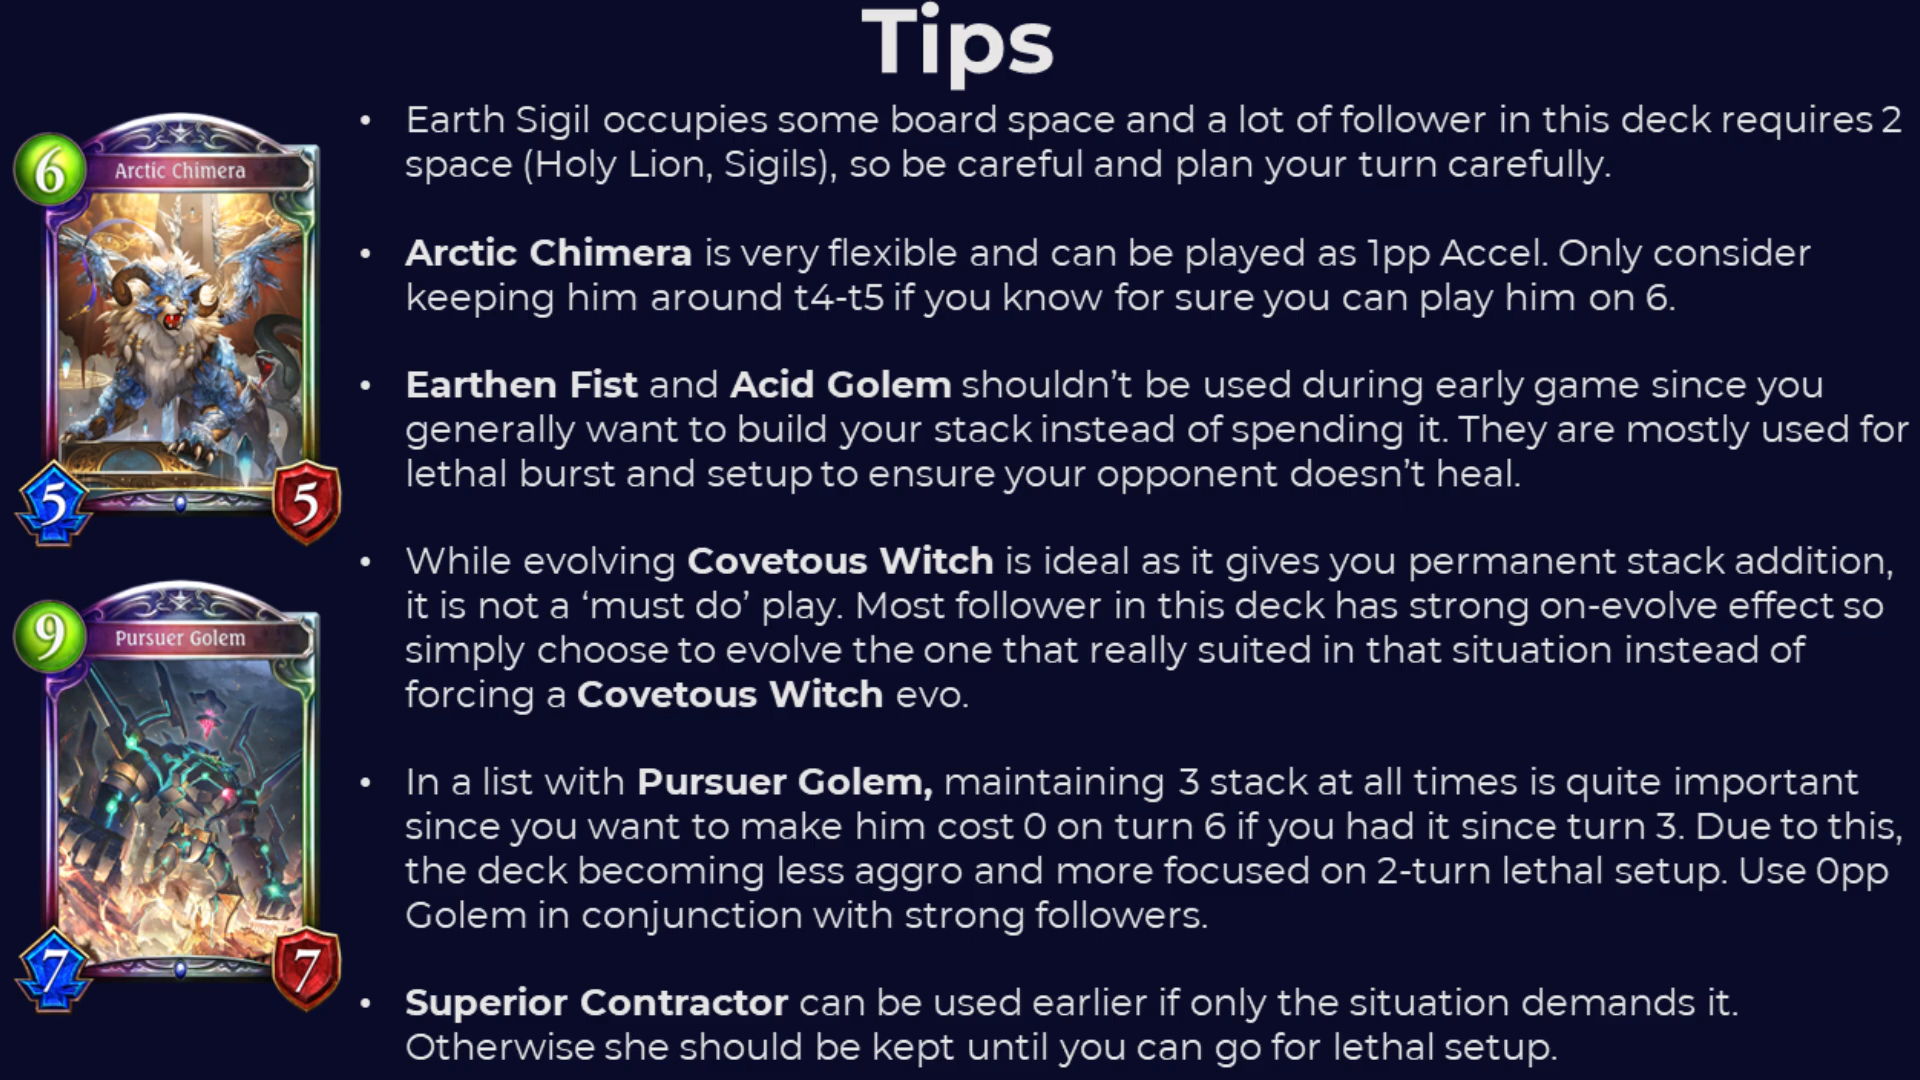 Tips
• Earth Sigil occupies some board space and a lot of follower in this deck requires 2
space (Holy Lion, Sigils), so be careful and plan your turn carefully.
6
Arctic Chimera
5
5
• Arctic Chimera is very flexible and can be played as 1pp Accel. Only consider
keeping him around t4-t5 if you know for sure you can play him on 6.
• Earthen Fist and Acid Golem shouldn’t be used during early game since you
generally want to build your stack instead of spending it. They are mostly used for
lethal burst and setup to ensure your opponent doesn’t heal.
• While evolving Covetous Witch is ideal as it gives you permanent stack addition,
it is not a ‘must do’ play. Most follower in this deck has strong on-evolve effect so
simply choose to evolve the one that really suited in that situation instead of
forcing a Covetous Witch evo.
9
Pursuer Golem
7
7
• In a list with Pursuer Golem, maintaining 3 stack at all times is quite important
since you want to make him cost 0 on turn 6 if you had it since turn 3. Due to this,
the deck becoming less aggro and more focused on 2-turn lethal setup. Use 0pp
Golem in conjunction with strong followers.
• Superior Contractor can be used earlier if only the situation demands it.
Otherwise she should be kept until you can go for lethal setup.